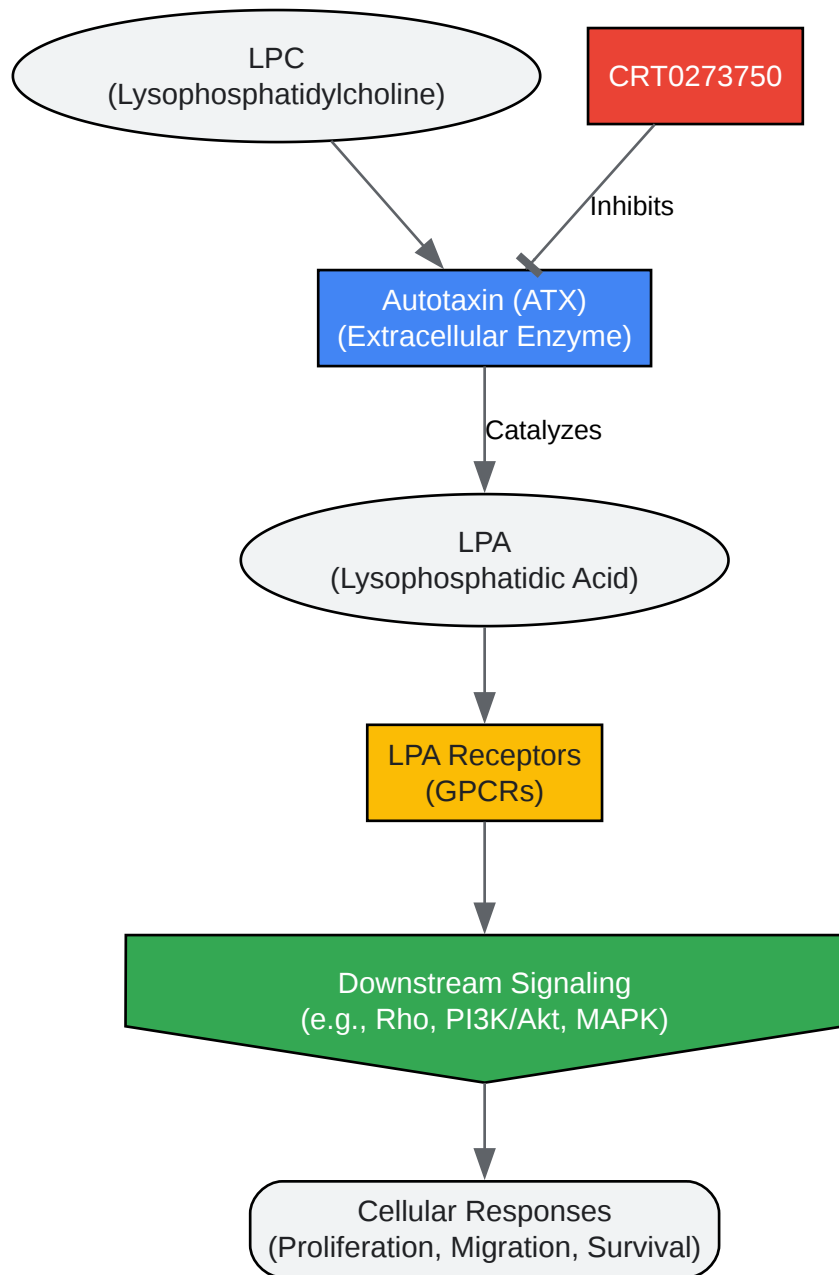 LPC
(Lysophosphatidylcholine)
CRT0273750
Inhibits
Autotaxin (ATX)
(Extracellular Enzyme)
Catalyzes
LPA
(Lysophosphatidic Acid)
LPA Receptors
(GPCRs)
Downstream Signaling
(e.g., Rho, PI3K/Akt, MAPK)
Cellular Responses
(Proliferation, Migration, Survival)